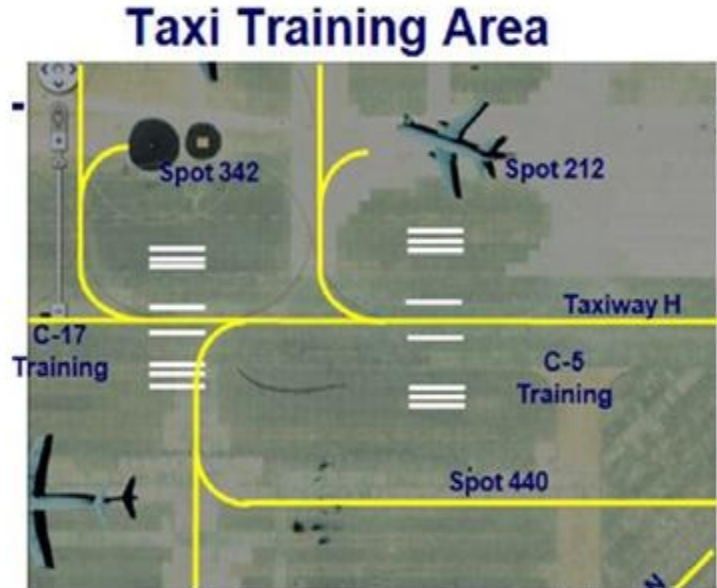 Taxi Training Area
Spot 342
Spot 212
Taxiway H
C-17
Training
C-5
Training
Spot 440